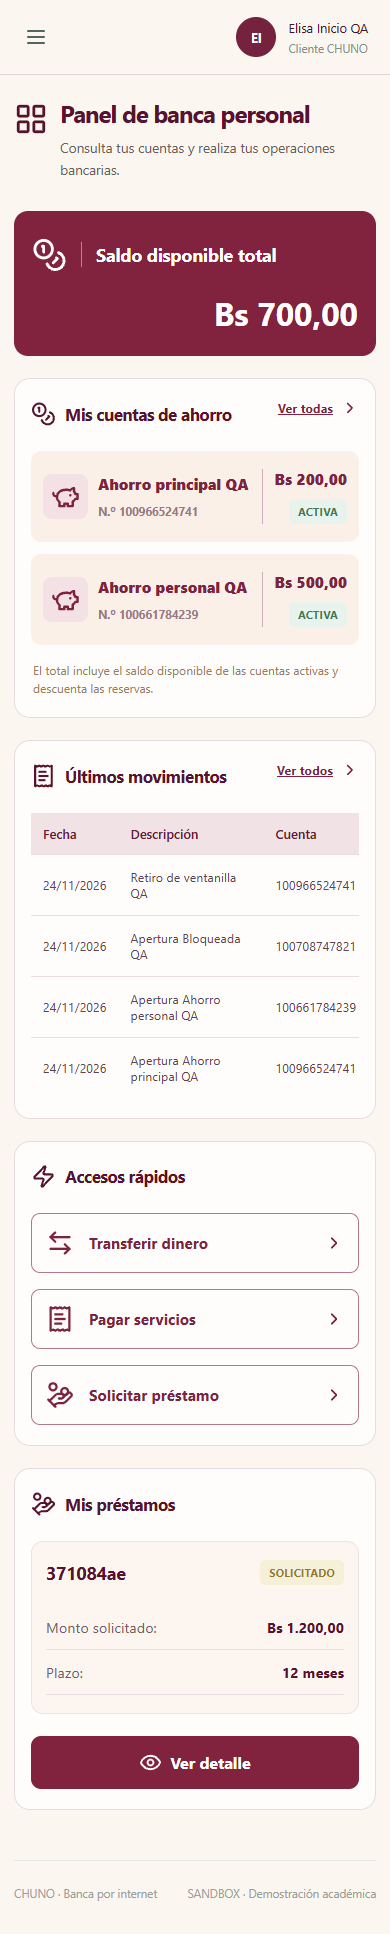 EI
Elisa Inicio QA
Cliente CHUNO
Panel de banca personal
Consulta tus cuentas y realiza tus operaciones
bancarias.
Saldo disponible total
Bs 700,00
Mis cuentas de ahorro
Ver todas
Ahorro principal QA
Bs 200,00
N.º 100966524741
ACTIVA
Ahorro personal QA
Bs 500,00
N.º 100661784239
ACTIVA
El total incluye el saldo disponible de las cuentas activas y
descuenta las reservas.
Últimos movimientos
Ver todos
Fecha Descripción Cuenta
24/11/2026 Retiro de ventanilla 100966524741
QA
24/11/2026 Apertura Bloqueada 100708747821
QA
24/11/2026 Apertura Ahorro 100661784239
personal QA
24/11/2026 Apertura Ahorro 100966524741
principal QA
Accesos rápidos
Transferir dinero
Pagar servicios
Solicitar préstamo
Mis préstamos
371084ae
SOLICITADO
Monto solicitado: Bs 1.200,00
Plazo: 12 meses
Ver detalle
CHUNO · Banca por internet
SANDBOX · Demostración académica